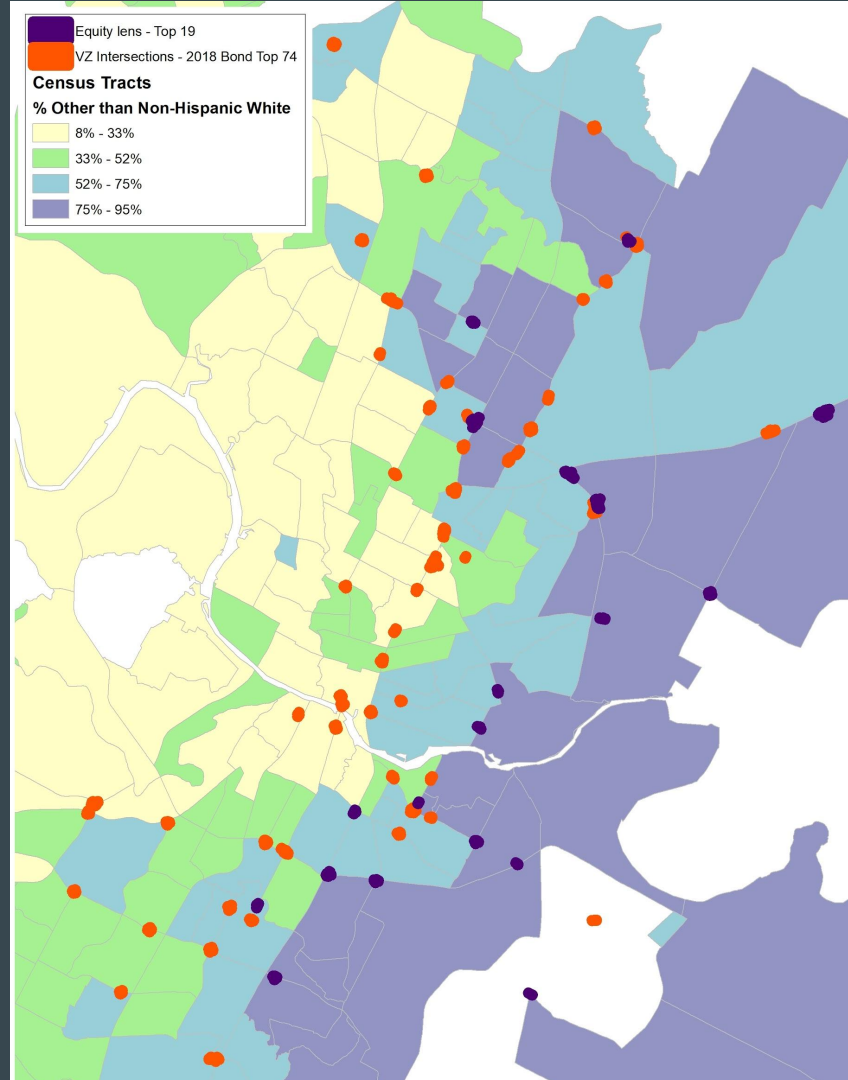 Equity lens - Top 19
VZ Intersections - 2018 Bond Top 74
Census Tracts
% Other than Non-Hispanic White
8% - 33%
33% - 52%
52% - 75%
75% - 95%